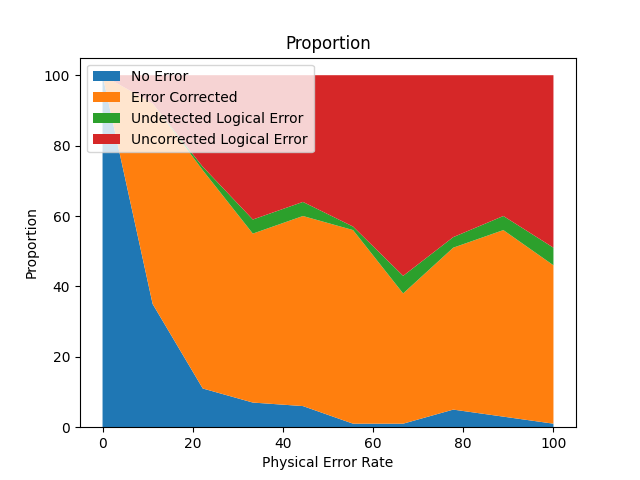 Proportion
No Error
Error Corrected
Undetected Logical Error
Uncorrected Logical Error
100
80
60
40
20
0
Proportion
0 20 40 60 80 100
Physical Error Rate